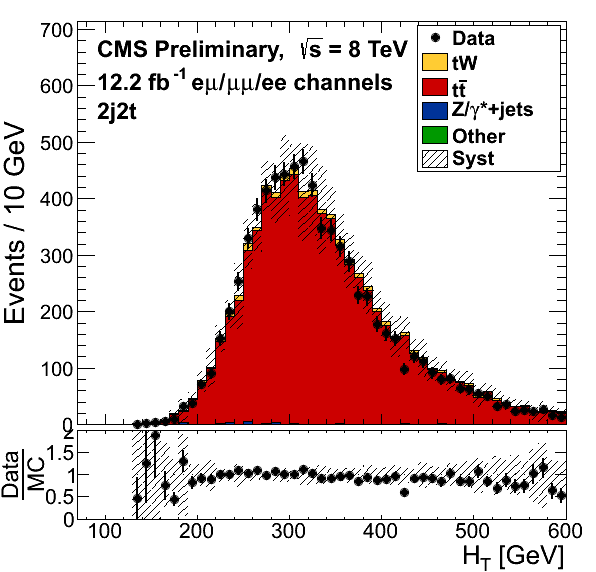 CMS Preliminary, √s = 8 TeV
12.2 fb⁻¹ eμ/μμ/ee channels
2j2t
Data
tW
tt̄
Z/γ*+jets
Other
Syst
Events / 10 GeV
700
600
500
400
300
200
100
0
Data
MC
2
1.5
1
0.5
0
100 200 300 400 500 600
H_T [GeV]